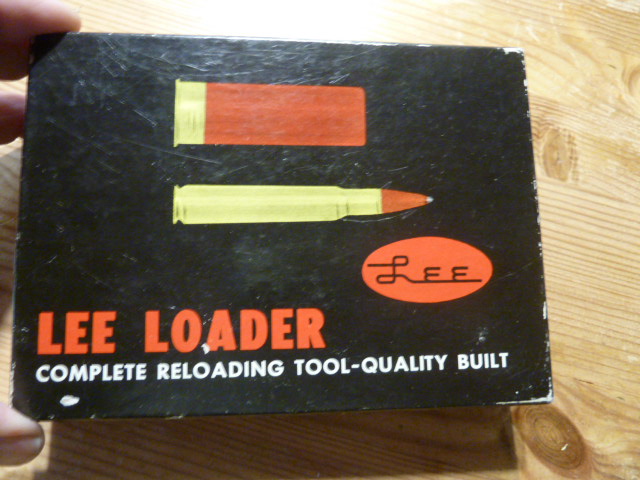 LEE
LEE LOADER
COMPLETE RELOADING TOOL-QUALITY BUILT